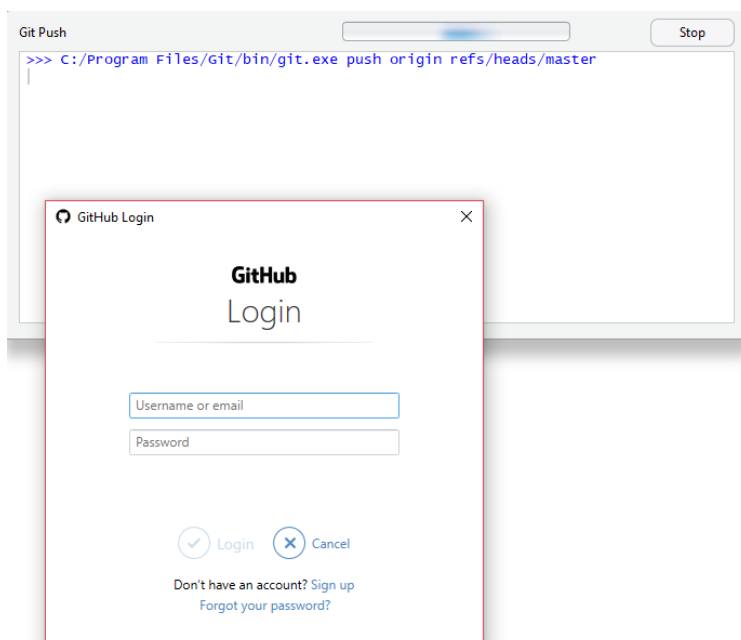 Git Push
Stop
>>> C:/Program Files/Git/bin/git.exe push origin refs/heads/master
GitHub Login
GitHub
Login
Username or email
Password
Login Cancel
Don't have an account? Sign up
Forgot your password?